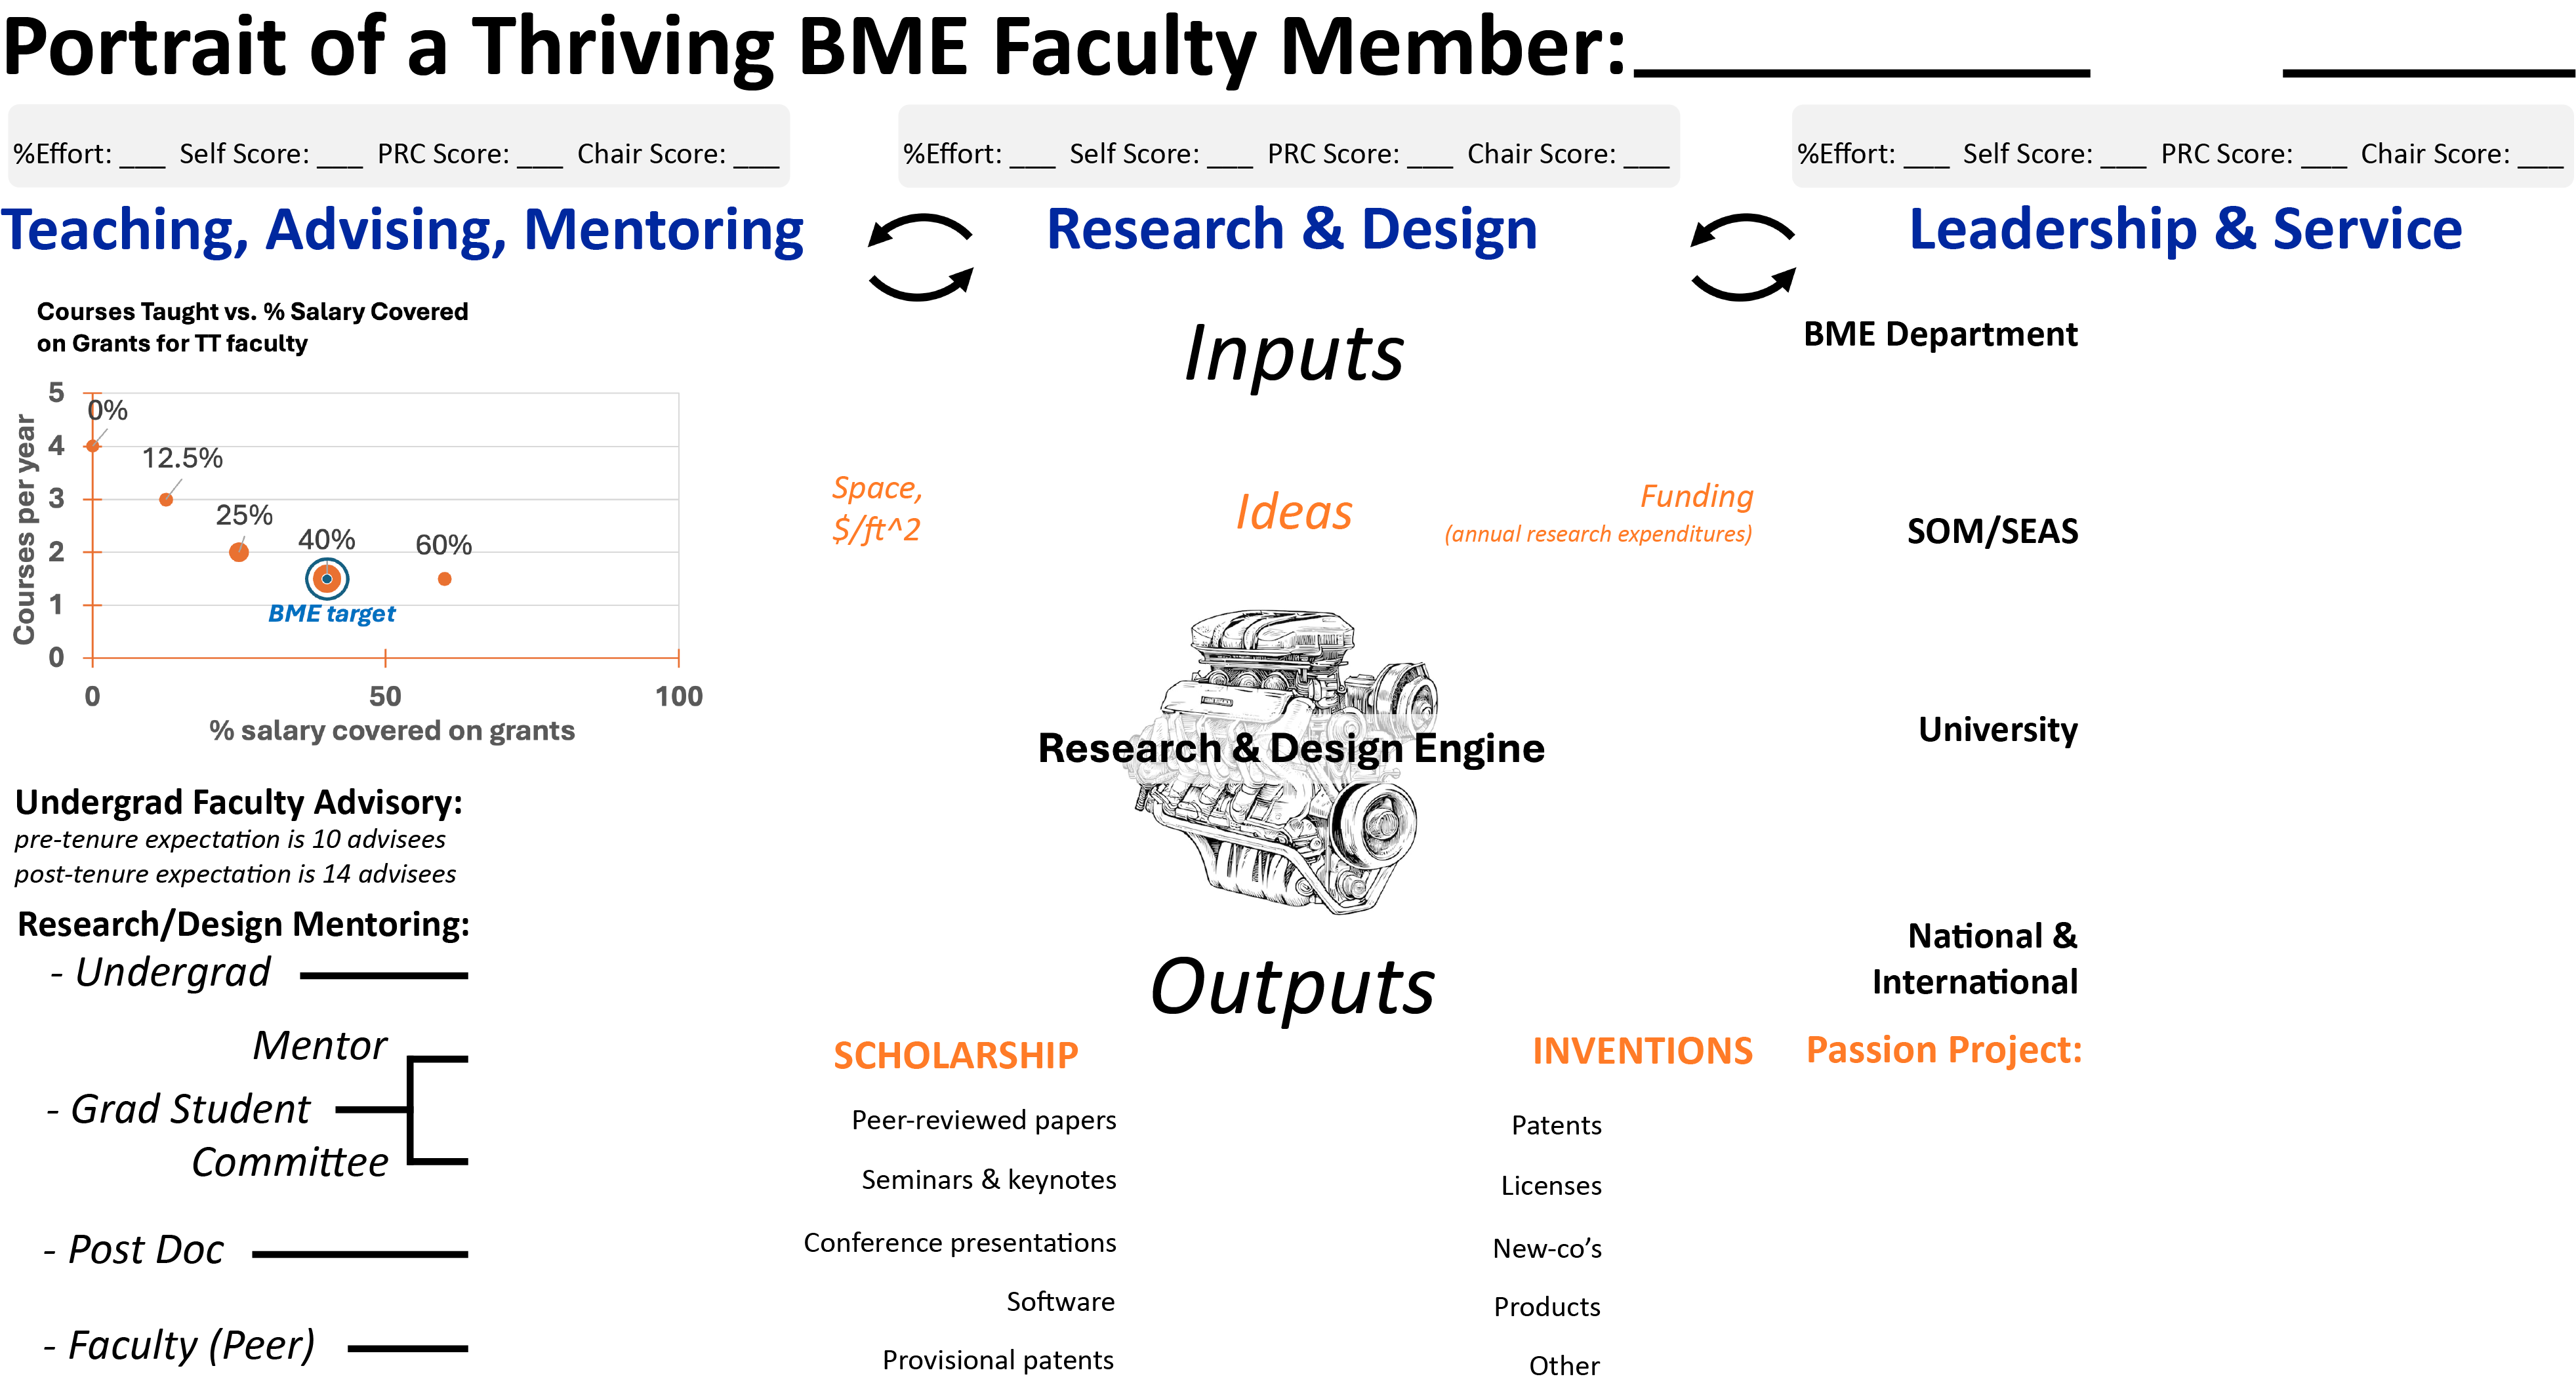 Portrait of a Thriving BME Faculty Member:
%Effort: ___ Self Score: ___ PRC Score: ___ Chair Score: ___
%Effort: ___ Self Score: ___ PRC Score: ___ Chair Score: ___
%Effort: ___ Self Score: ___ PRC Score: ___ Chair Score: ___
Teaching, Advising, Mentoring
Courses Taught vs. % Salary Covered
on Grants for TT faculty
Courses per year
5
4
3
2
1
0
0%
12.5%
25%
40%
60%
BME target
0
50
100
% salary covered on grants
Undergrad Faculty Advisory:
pre-tenure expectation is 10 advisees
post-tenure expectation is 14 advisees
Research/Design Mentoring:
- Undergrad
Mentor
- Grad Student
Committee
- Post Doc
- Faculty (Peer)
Research & Design
Inputs
Space,
$/ft^2
Ideas
Funding
(annual research expenditures)
Research & Design Engine
Outputs
SCHOLARSHIP
Peer-reviewed papers
Seminars & keynotes
Conference presentations
Software
Provisional patents
INVENTIONS
Patents
Licenses
New-co’s
Products
Other
Leadership & Service
BME Department
SOM/SEAS
University
National &
International
Passion Project: